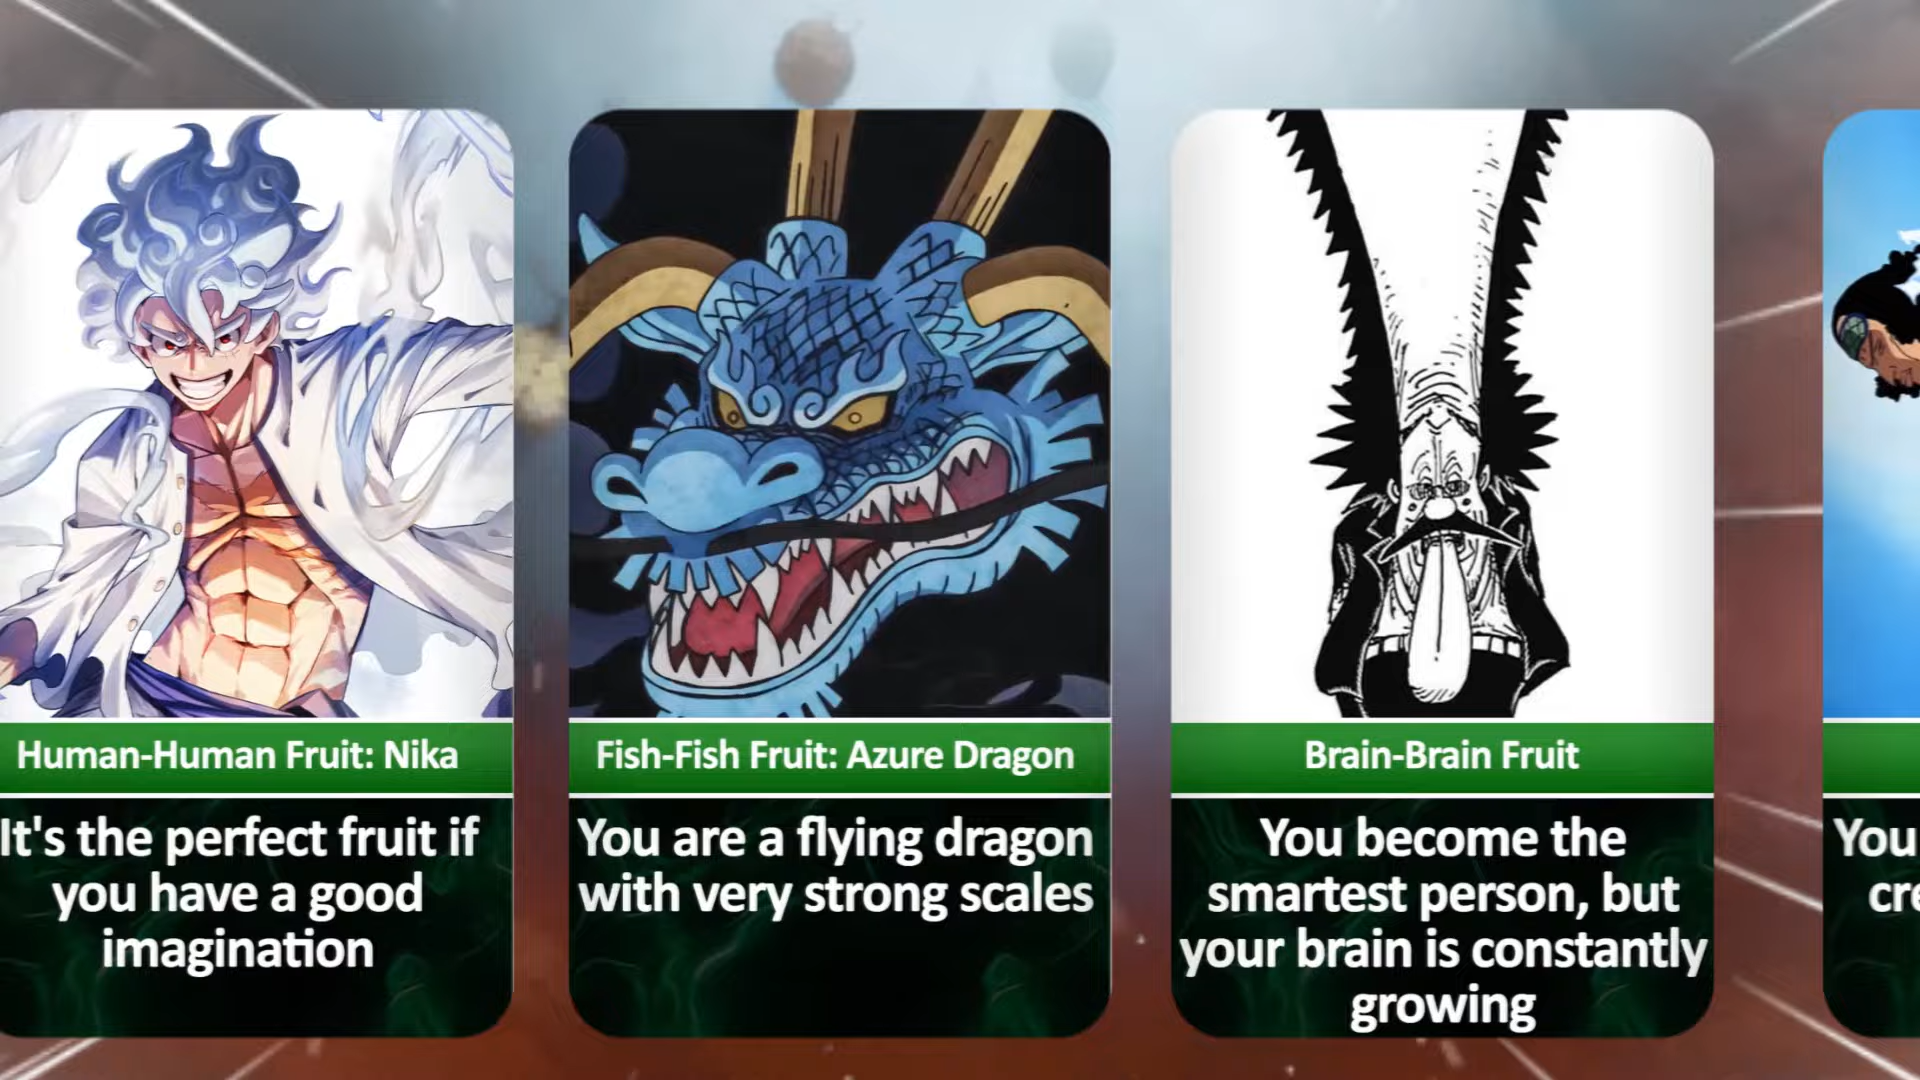 Human-Human Fruit: Nika
It's the perfect fruit if
you have a good
imagination
Fish-Fish Fruit: Azure Dragon
You are a flying dragon
with very strong scales
Brain-Brain Fruit
You become the
smartest person, but
your brain is constantly
growing
You